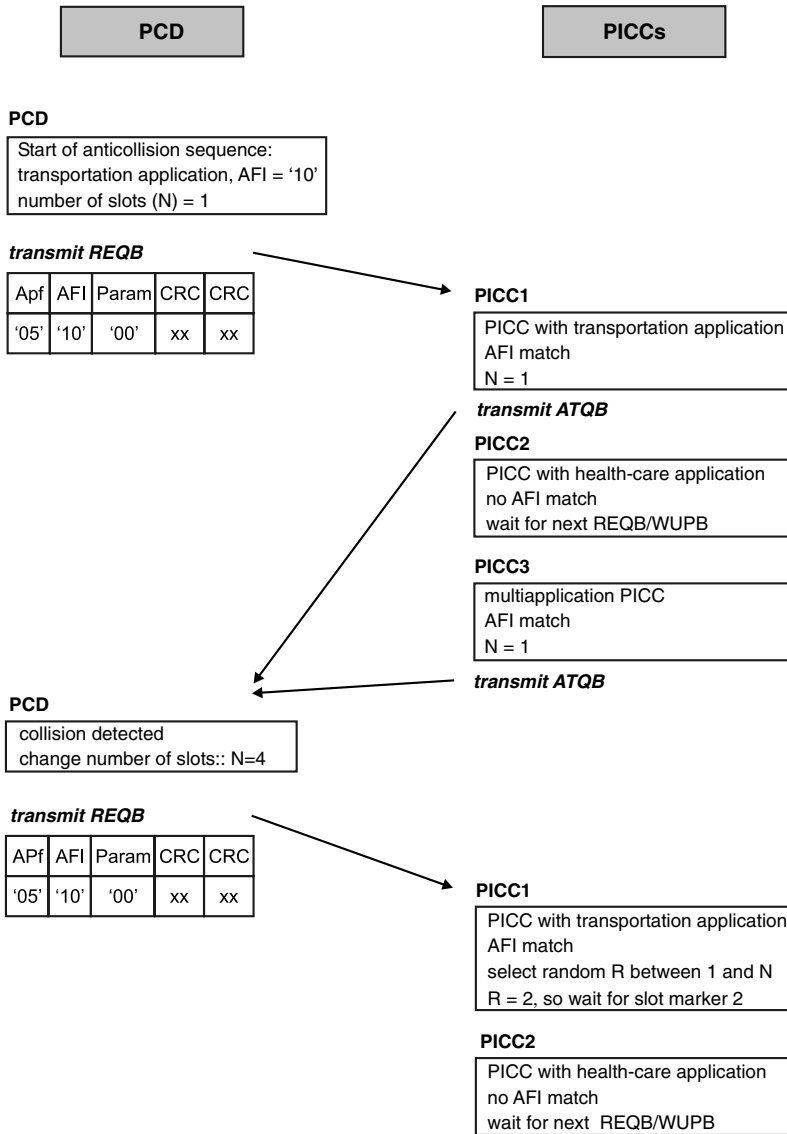 PCD
PICCs
PCD
Start of anticollision sequence:
transportation application, AFI = ‘10’
number of slots (N) = 1
transmit REQB
Apf AFI Param CRC CRC
‘05’ ‘10’ ‘00’ xx xx
PICC1
PICC with transportation application
AFI match
N = 1
transmit ATQB
PICC2
PICC with health-care application
no AFI match
wait for next REQB/WUPB
PICC3
multiapplication PICC
AFI match
N = 1
transmit ATQB
PCD
collision detected
change number of slots:: N=4
transmit REQB
APf AFI Param CRC CRC
‘05’ ‘10’ ‘00’ xx xx
PICC1
PICC with transportation application
AFI match
select random R between 1 and N
R = 2, so wait for slot marker 2
PICC2
PICC with health-care application
no AFI match
wait for next REQB/WUPB